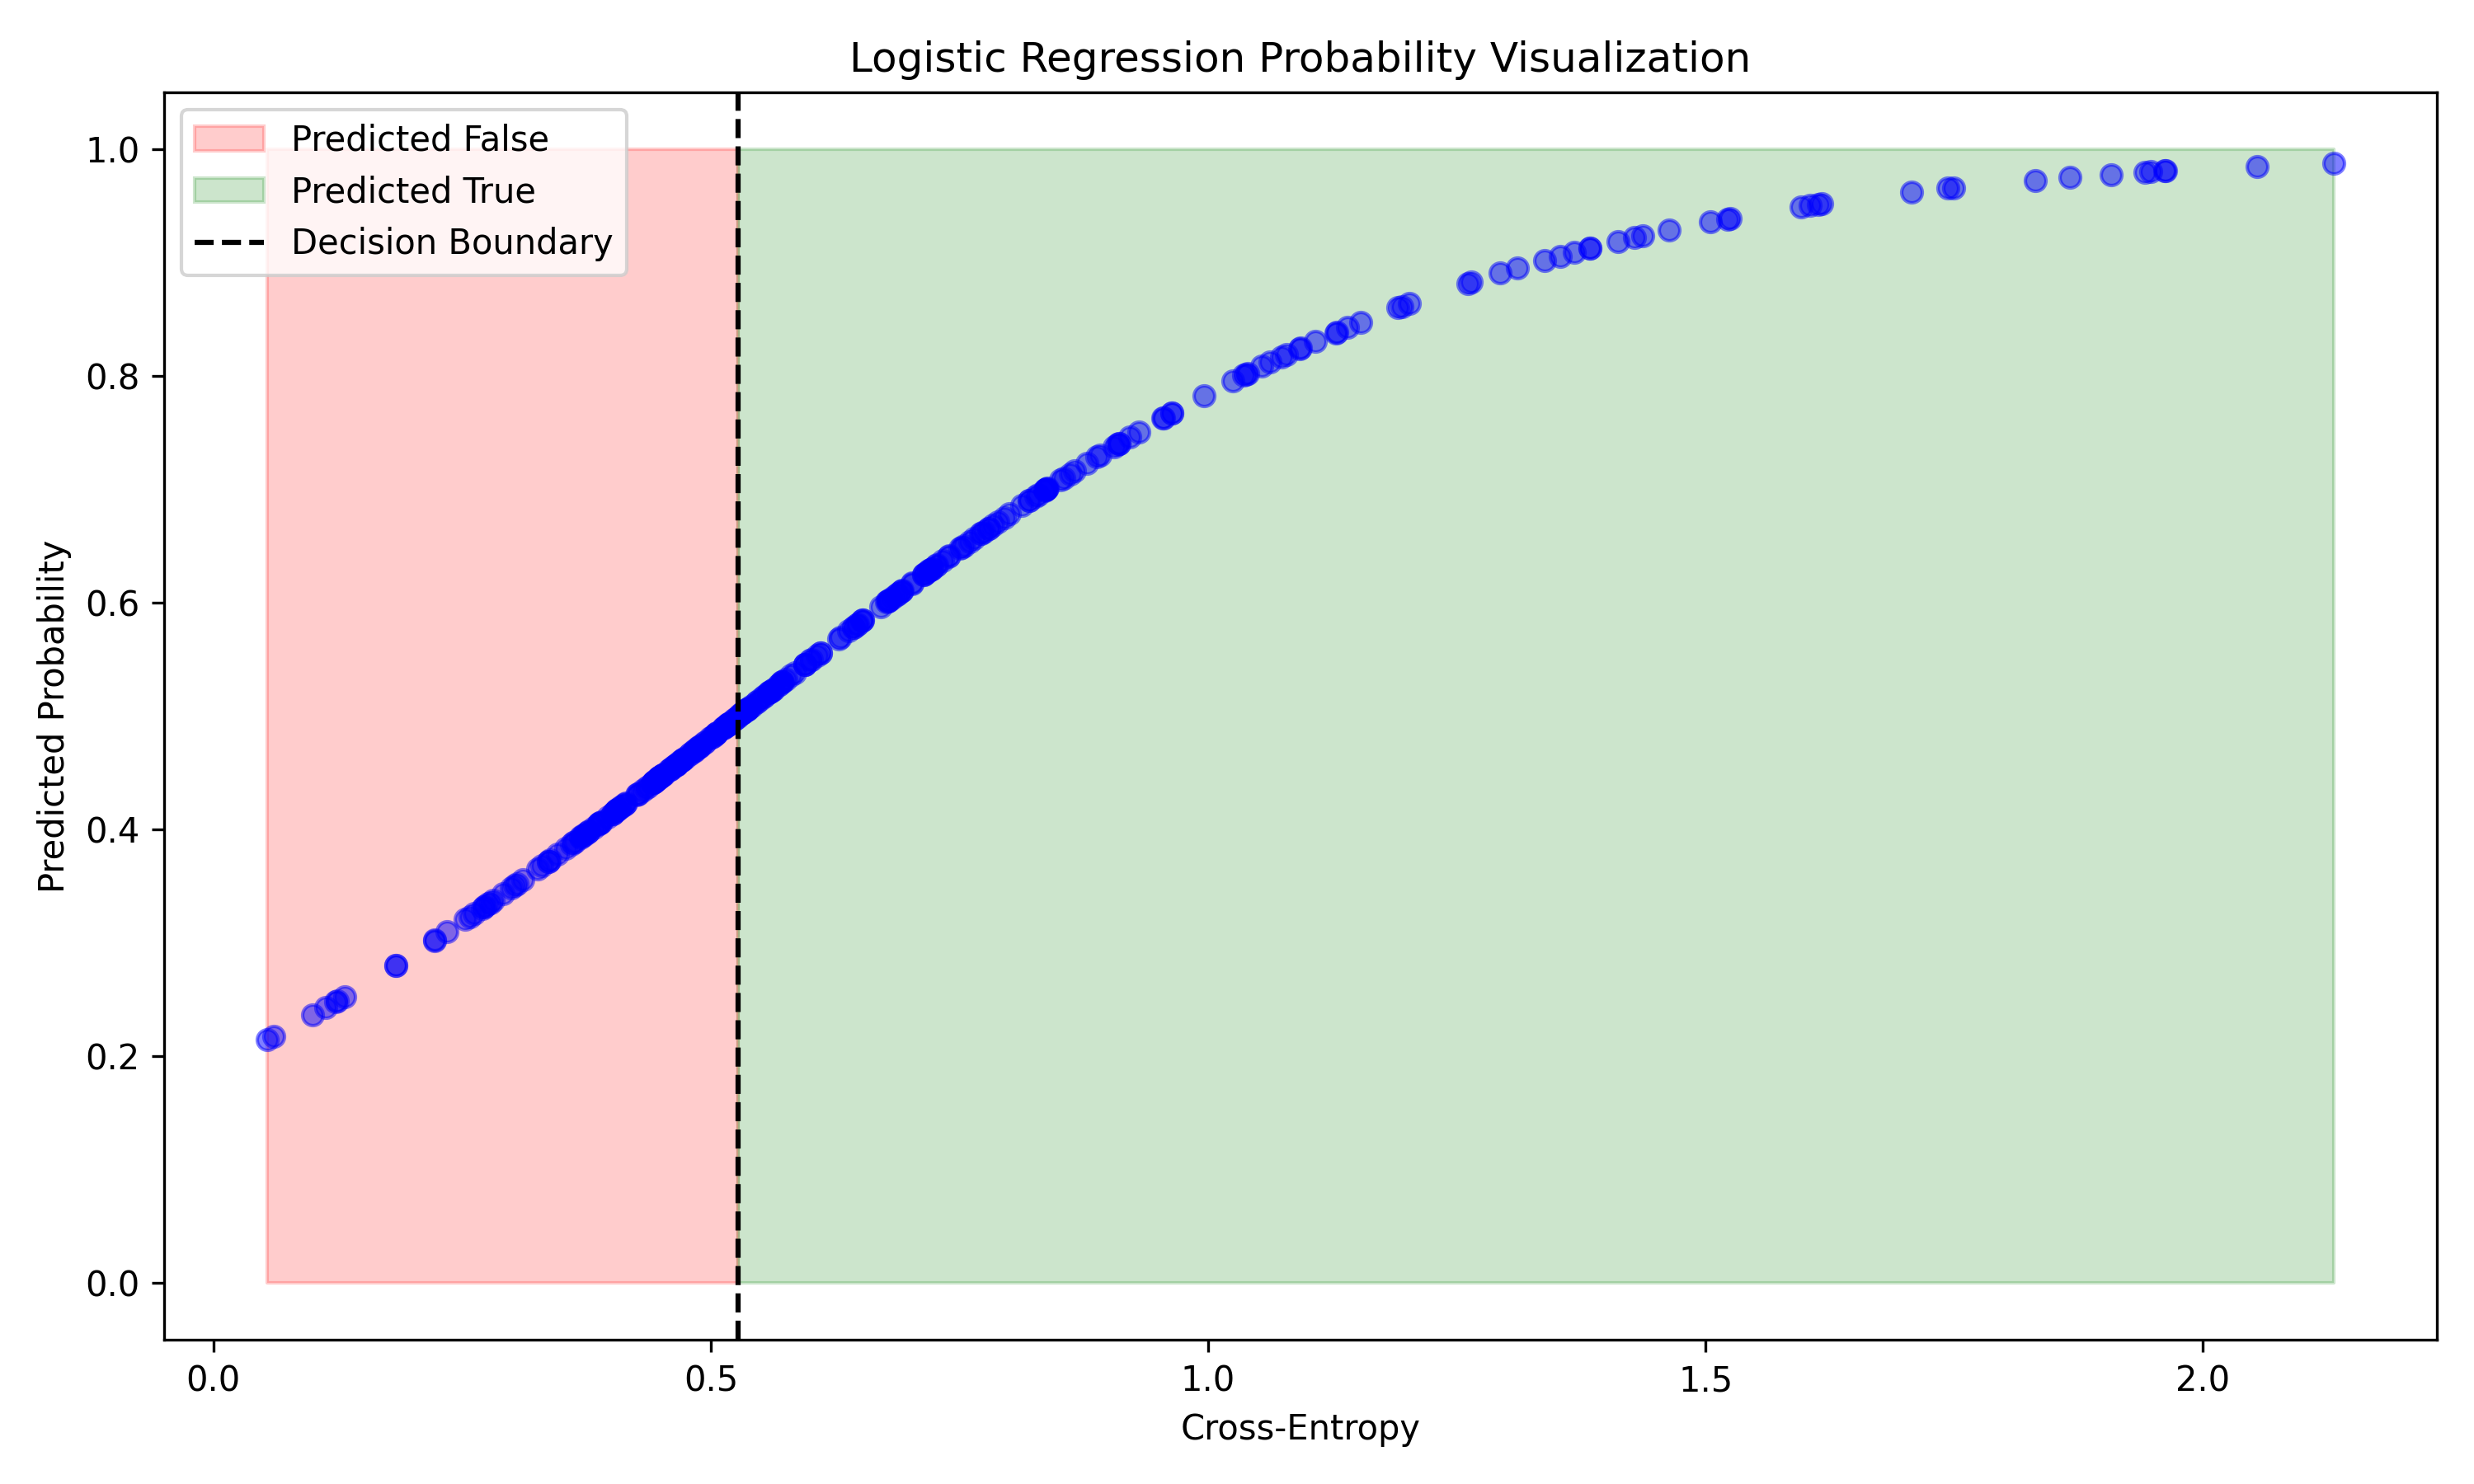 Logistic Regression Probability Visualization
Predicted False
Predicted True
Decision Boundary
Predicted Probability
1.0
0.8
0.6
0.4
0.2
0.0
0.0 0.5 1.0 1.5 2.0
Cross-Entropy